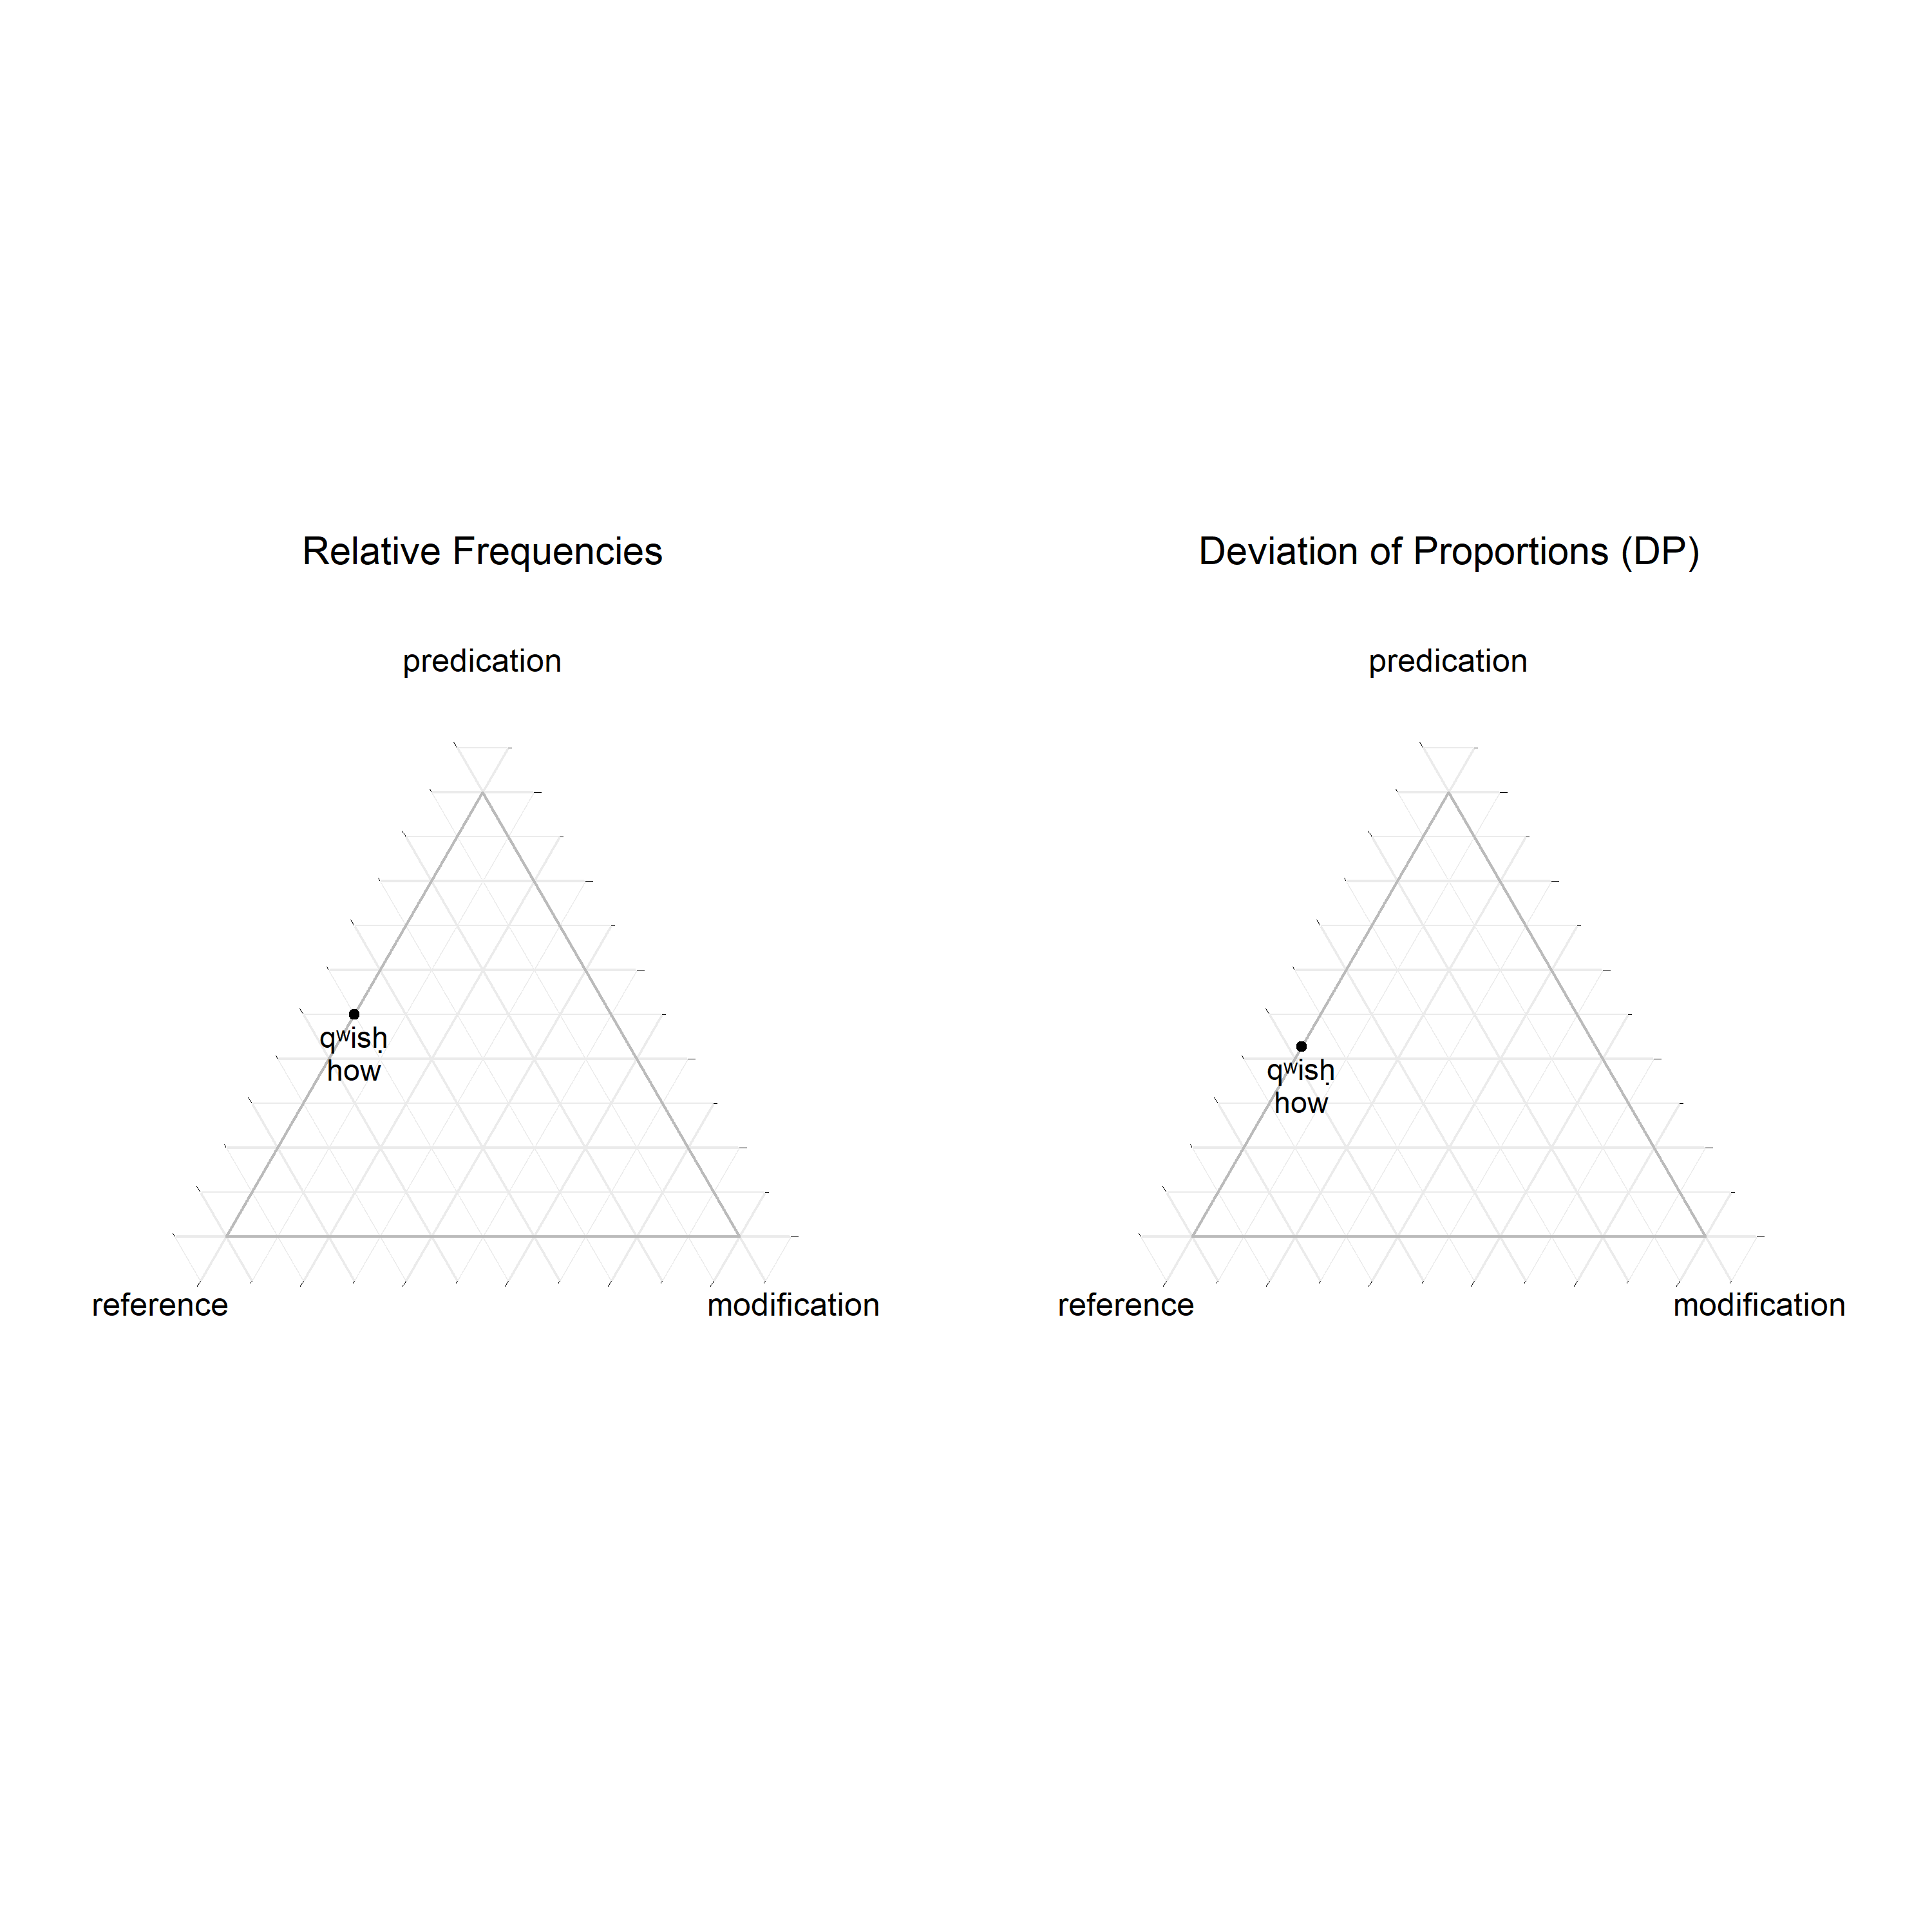 Relative Frequencies
predication
qʷisḥ
how
reference
modification
Deviation of Proportions (DP)
predication
qʷisḥ
how
reference
modification